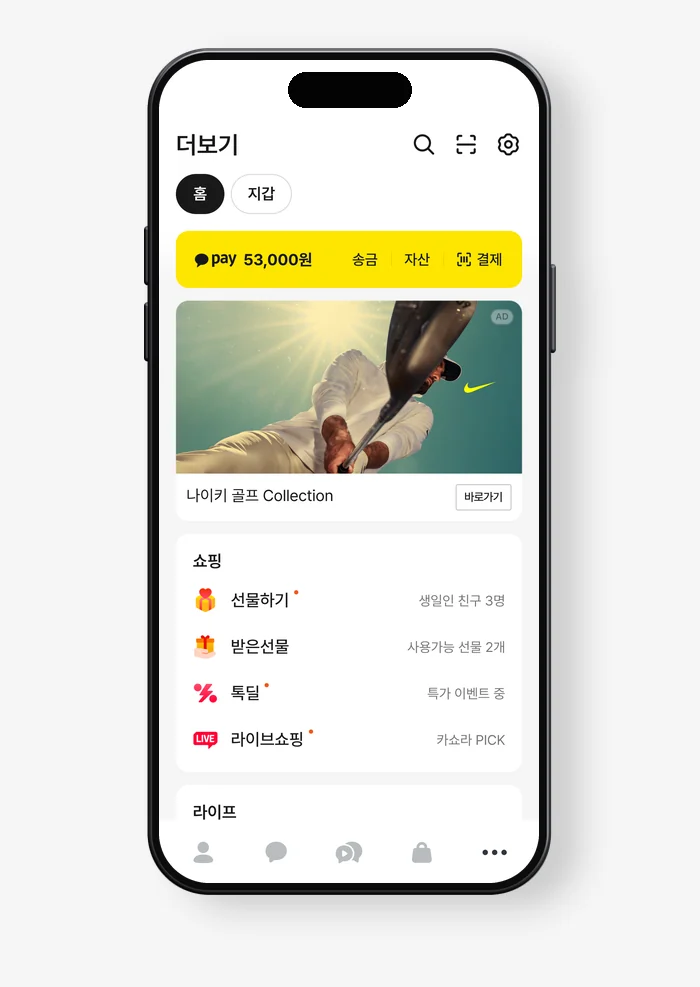 더보기
홈 지갑
pay 53,000원 송금 자산 결제
AD
나이키 골프 Collection 바로가기
쇼핑
선물하기 생일인 친구 3명
받은선물 사용가능 선물 2개
톡딜 특가 이벤트 중
LIVE 라이브쇼핑 카쇼라 PICK
라이프